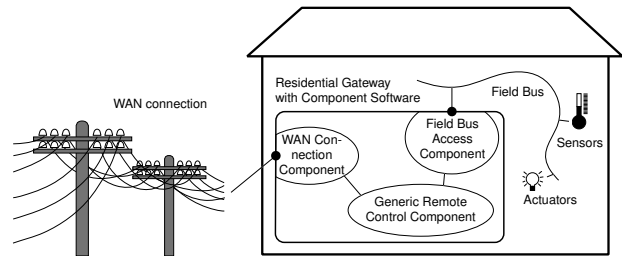 WAN connection
Residential Gateway
with Component Software
Field Bus
WAN Con-
nection
Component
Field Bus
Access
Component
Generic Remote
Control Component
Sensors
Actuators